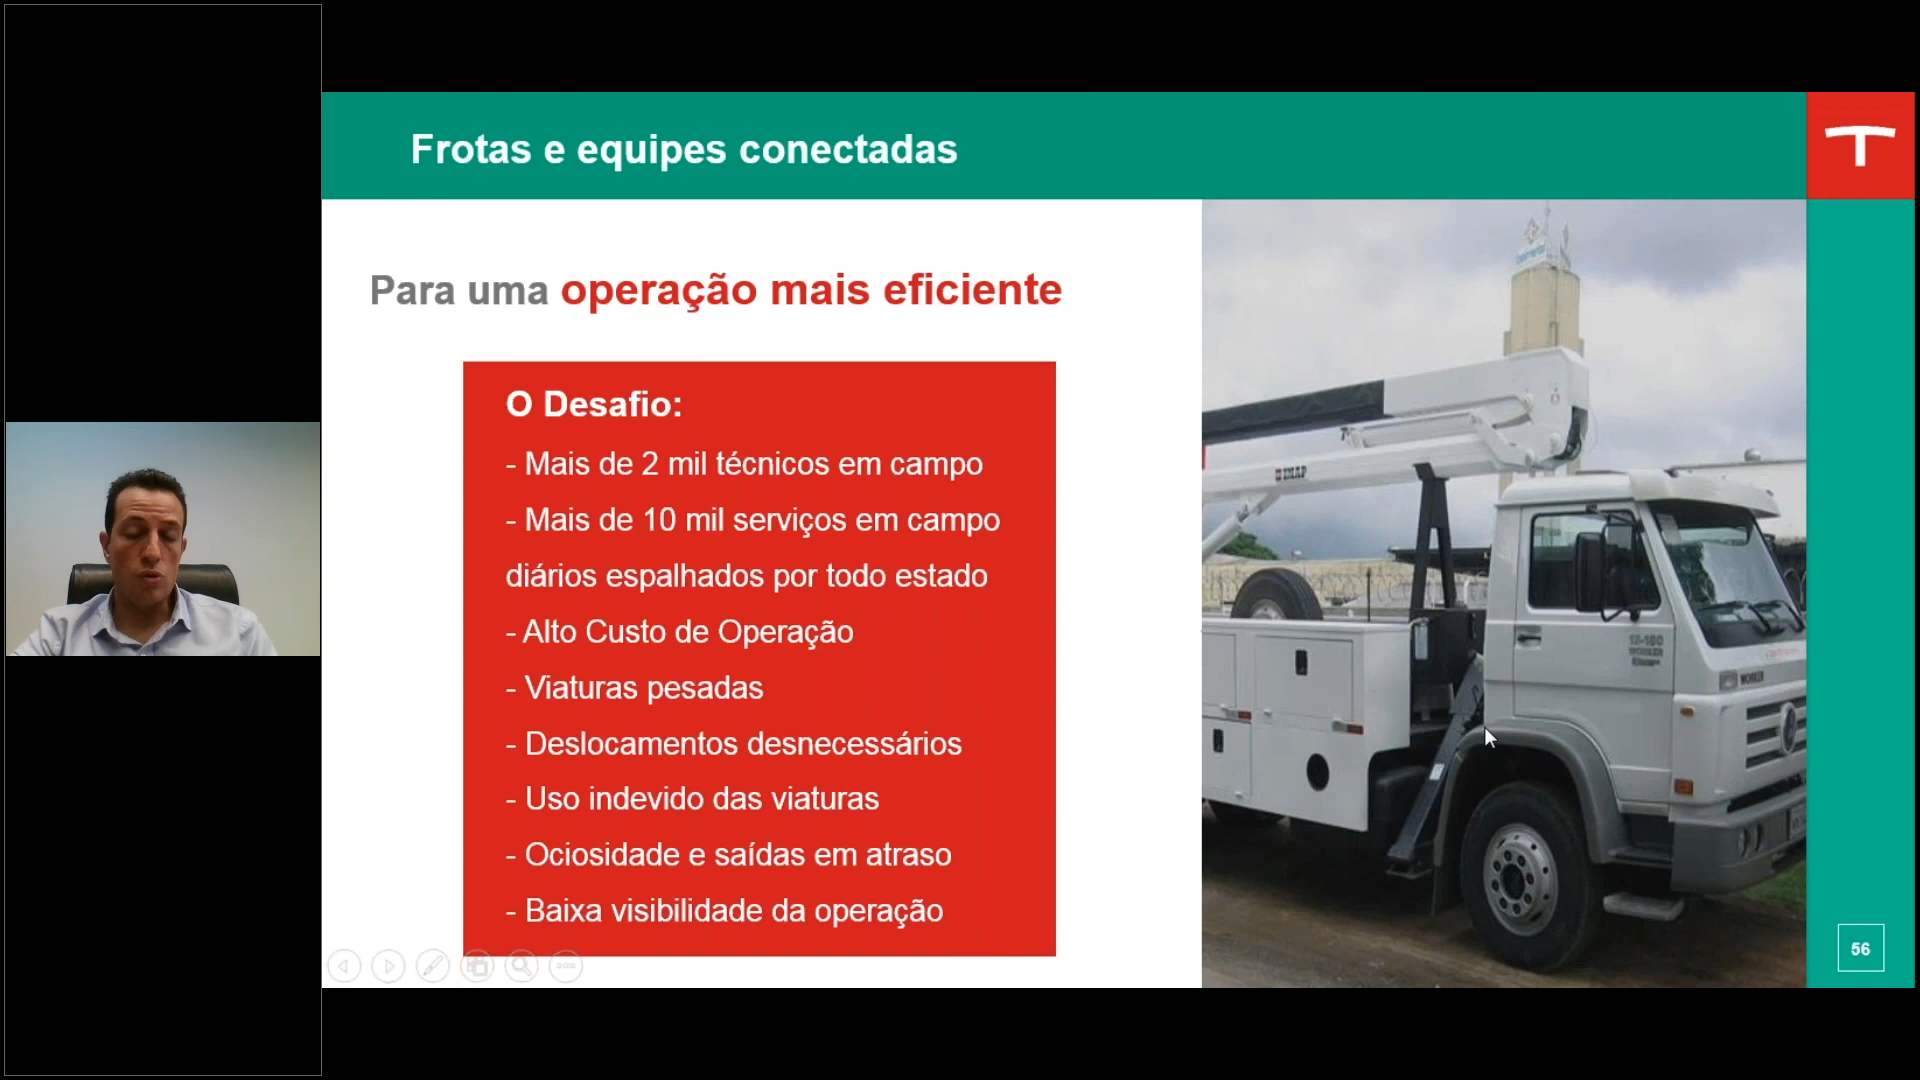 Frotas e equipes conectadas
Para uma operação mais eficiente
O Desafio:
- Mais de 2 mil técnicos em campo
- Mais de 10 mil serviços em campo
diários espalhados por todo estado
- Alto Custo de Operação
- Viaturas pesadas
- Deslocamentos desnecessários
- Uso indevido das viaturas
- Ociosidade e saídas em atraso
- Baixa visibilidade da operação
IMAP
WORKER
56